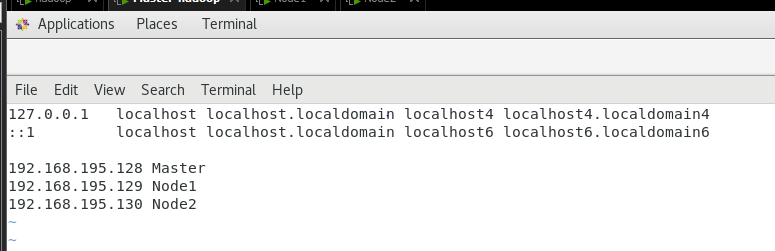 hadoop Master-hadoop Node1 Node2
Applications Places Terminal
File Edit View Search Terminal Help
127.0.0.1 localhost localhost.localdomain localhost4 localhost4.localdomain4
::1 localhost localhost.localdomain localhost6 localhost6.localdomain6
192.168.195.128 Master
192.168.195.129 Node1
192.168.195.130 Node2
~
~